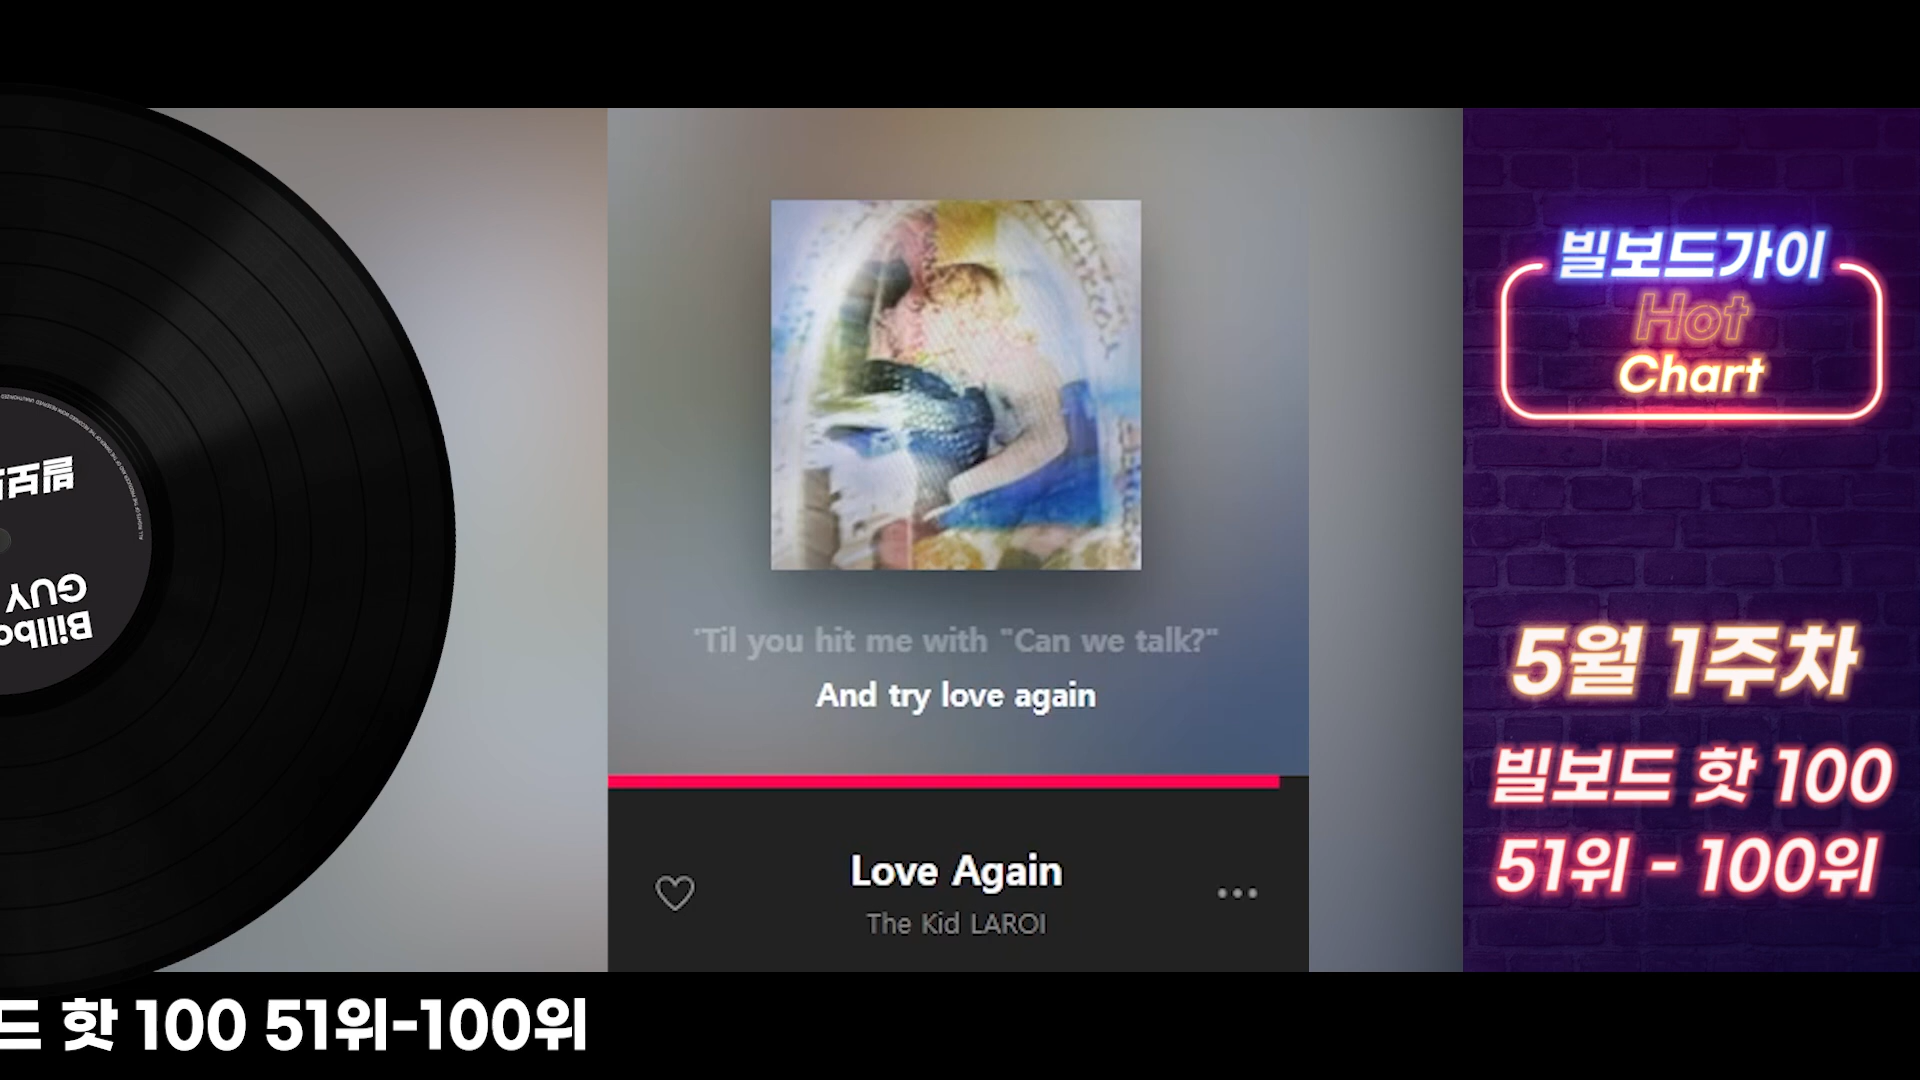 빌보드가이
Hot
Chart
'Til you hit me with "Can we talk?"
And try love again
Love Again
The Kid LAROI
5월 1주차
빌보드 핫 100
51위 - 100위
GUY
Billbo
드 핫 100 51위-100위